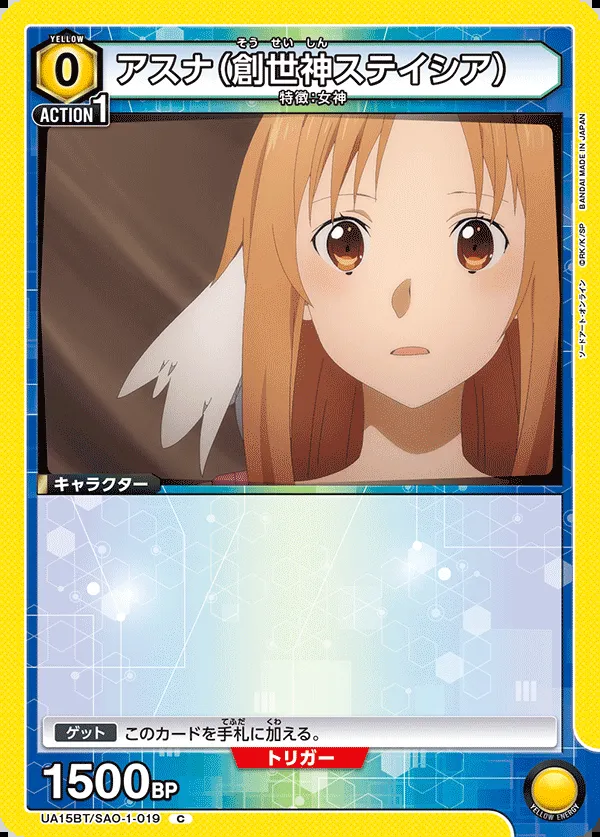 YELLOW
0
ACTION 1
そうせいしん
アスナ(創世神ステイシア)
特徴:女神
BANDAI MADE IN JAPAN
©RK/K/SP
ソードアート・オンライン
キャラクター
てふだ くわ
ゲット このカードを手札に加える。
トリガー
1500BP
YELLOW ENERGY
UA15BT/SAO-1-019 C